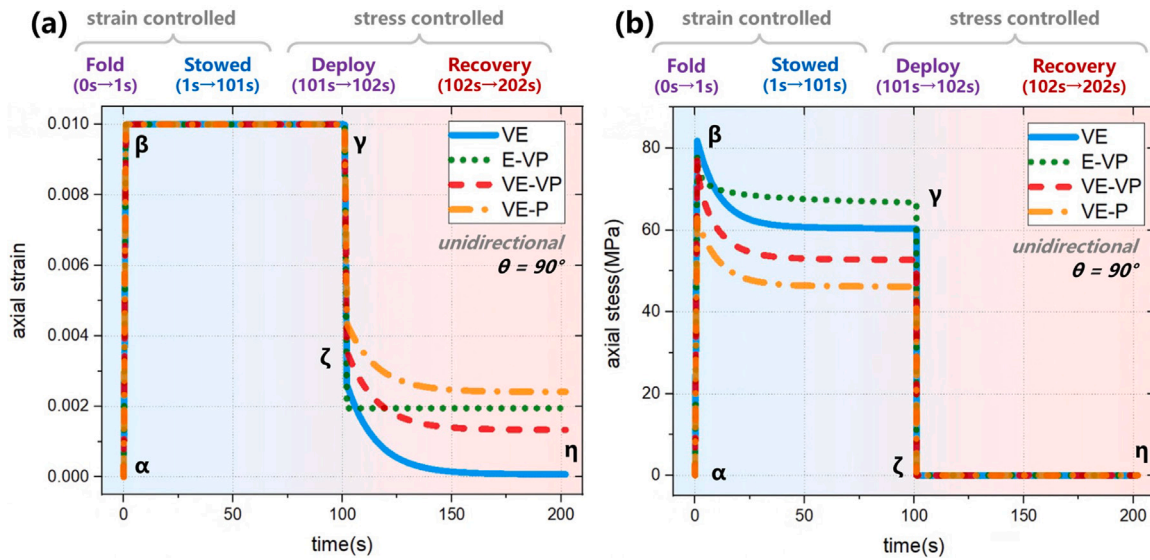 (a)
strain controlled
stress controlled
Fold
(0s→1s)
Stowed
(1s→101s)
Deploy
(101s→102s)
Recovery
(102s→202s)
0.010
0.008
0.006
0.004
0.002
0.000
axial strain
β
γ
ζ
α
η
VE
E-VP
VE-VP
VE-P
unidirectional
θ = 90°
0
50
100
150
200
time(s)
(b)
strain controlled
stress controlled
Fold
(0s→1s)
Stowed
(1s→101s)
Deploy
(101s→102s)
Recovery
(102s→202s)
80
60
40
20
0
axial stess(MPa)
β
γ
ζ
α
η
VE
E-VP
VE-VP
VE-P
unidirectional
θ = 90°
0
50
100
150
200
time(s)